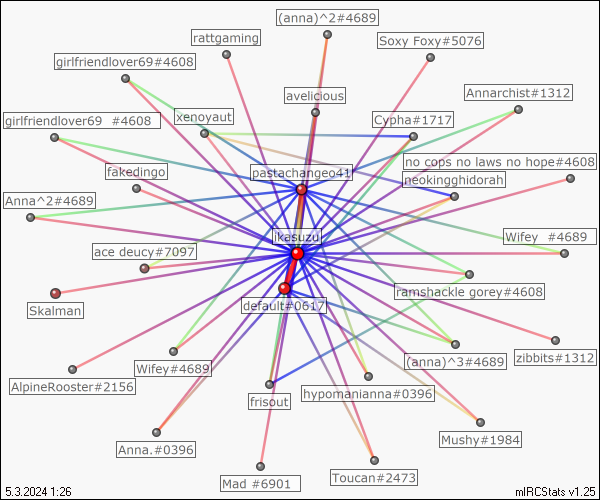 (anna)^2#4689
rattgaming
Soxy Foxy#5076
girlfriendlover69#4608
Annarchist#1312
avelicious
xenoyaut
Cypha#1717
girlfriendlover69 #4608
no cops no laws no hope#4608
fakedingo
pastachangeo41
neokingghidorah
Anna^2#4689
ikasuzu
Wifey #4689
ace deucy#7097
ramshackle gorey#4608
Skalman
default#0617
(anna)^3#4689
zibbits#1312
Wifey#4689
AlpineRooster#2156
hypomanianna#0396
frisout
Mushy#1984
Anna.#0396
Toucan#2473
Mad #6901
5.3.2024 1:26
mIRCStats v1.25